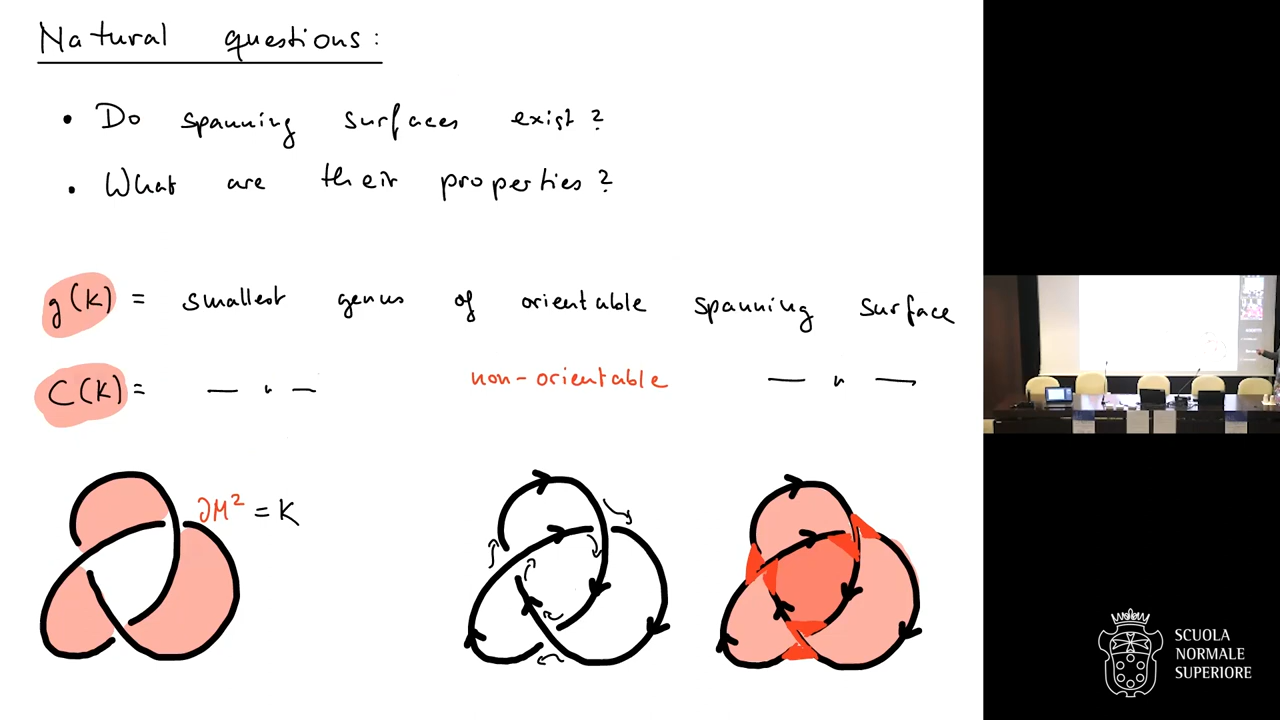 Natural questions:
• Do spanning surfaces exist?
• What are their properties?
g(K) = smallest genus of orientable spanning surface
C(K) = — " — non-orientable — " —
∂M² = K
SCUOLA
NORMALE
SUPERIORE